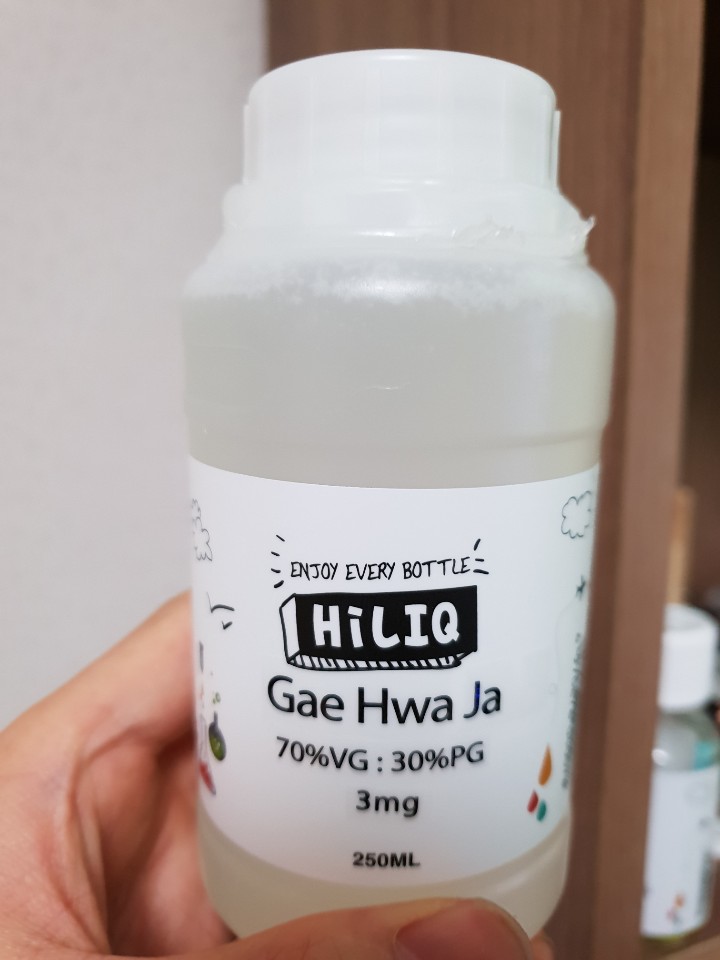 ENJOY EVERY BOTTLE
HiLIQ
Gae Hwa Ja
70%VG : 30%PG
3mg
250ML